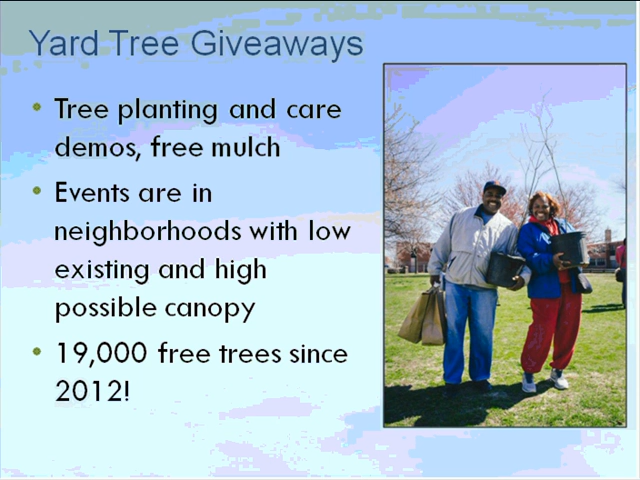 Yard Tree Giveaways
• Tree planting and care
demos, free mulch
• Events are in
neighborhoods with low
existing and high
possible canopy
• 19,000 free trees since
2012!